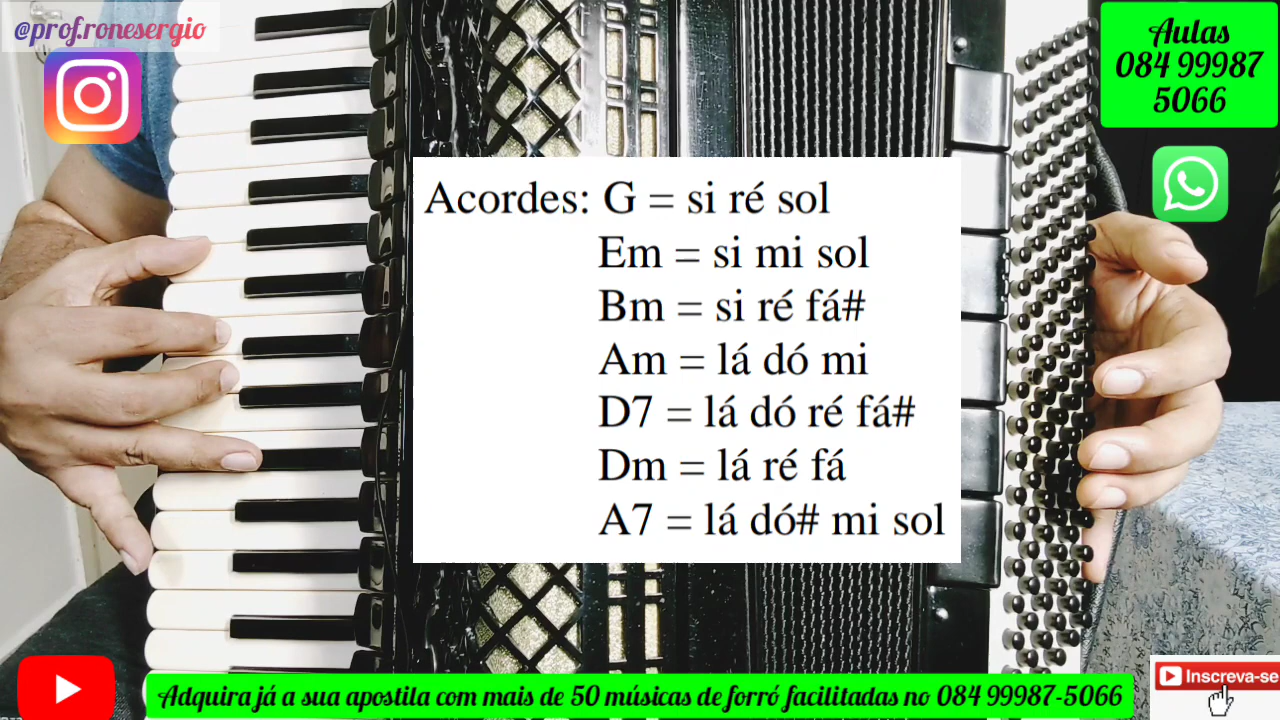 @prof.ronesergio
Aulas
084 99987
5066
Acordes: G = si ré sol
Em = si mi sol
Bm = si ré fá#
Am = lá dó mi
D7 = lá dó ré fá#
Dm = lá ré fá
A7 = lá dó# mi sol
Adquira já a sua apostila com mais de 50 músicas de forró facilitadas no 084 99987-5066
Inscreva-se